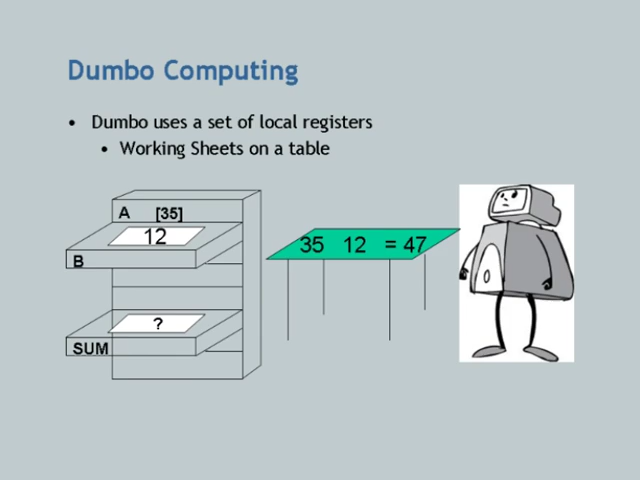 Dumbo Computing
• Dumbo uses a set of local registers
• Working Sheets on a table
A [35]
12
B
35 12 = 47
?
SUM